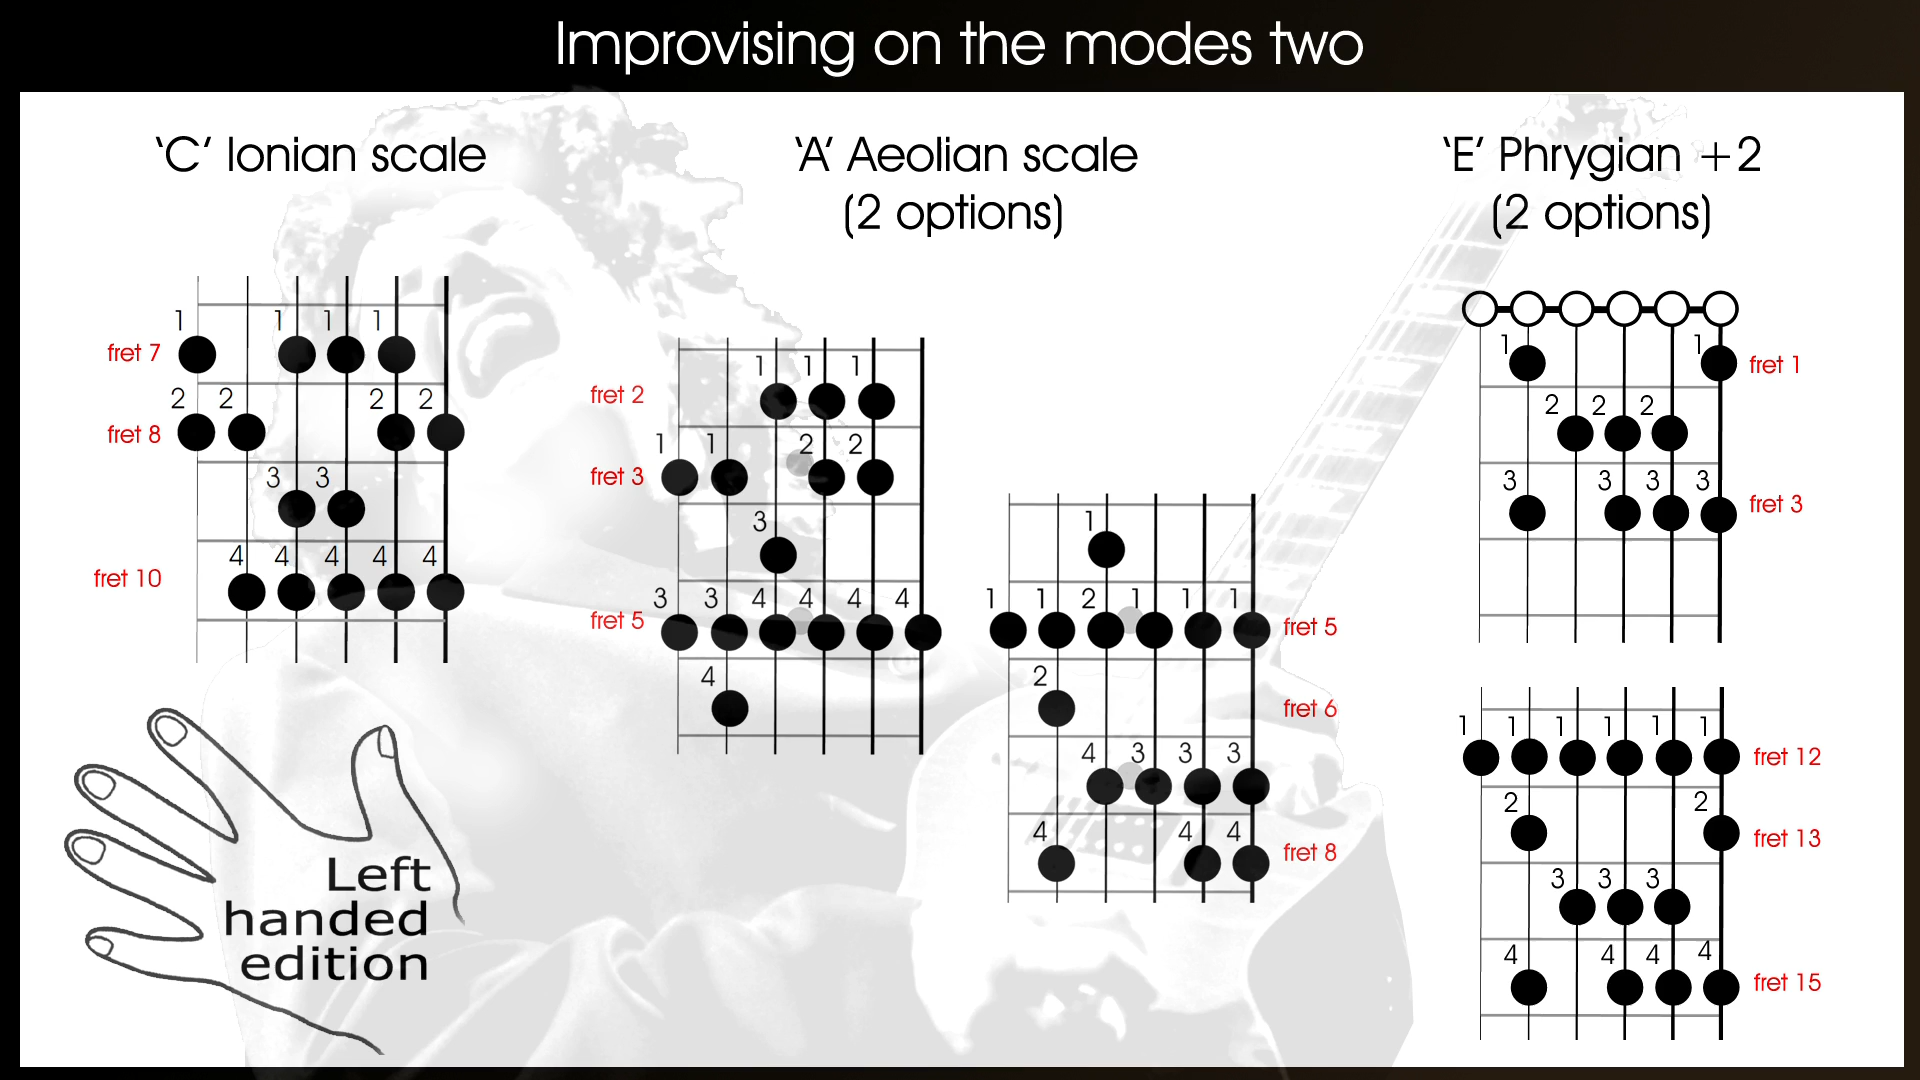 Improvising on the modes two
‘C’ Ionian scale
1 1 1 1
fret 7
2 2 2 2
fret 8
3 3
4 4 4 4 4
fret 10
‘A’ Aeolian scale
(2 options)
1 1 1
fret 2
1 1 2 2
fret 3
3
3 3 4 4 4 4
fret 5
4
1
1 1 2 1 1 1
fret 5
2
fret 6
4 3 3 3
4 4 4
fret 8
‘E’ Phrygian +2
(2 options)
1 1
fret 1
2 2 2
3 3 3 3
fret 3
1 1 1 1 1 1
fret 12
2 2
fret 13
3 3 3
4 4 4 4
fret 15
Left
handed
edition